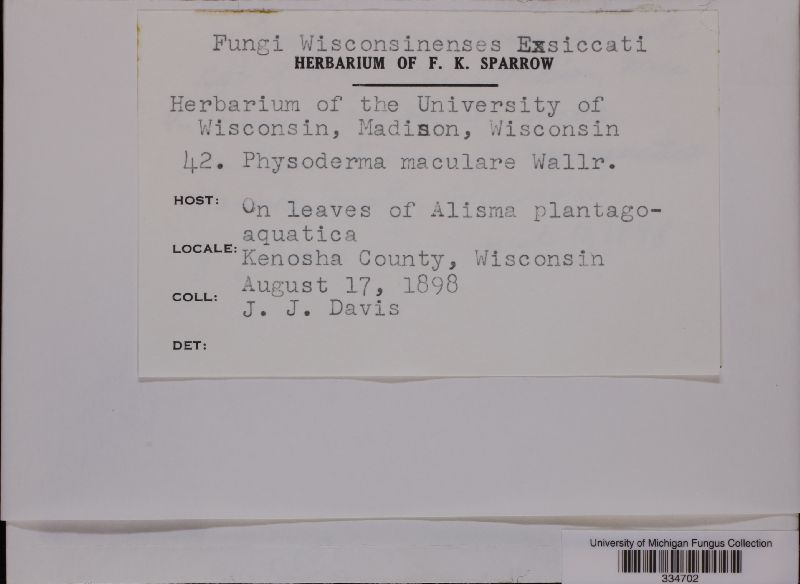 Fungi Wisconsinenses Exsiccati
HERBARIUM OF F. K. SPARROW
Herbarium of the University of
Wisconsin, Madison, Wisconsin
42. Physoderma maculare Wallr.
HOST: On leaves of Alisma plantago-
aquatica
LOCALE: Kenosha County, Wisconsin
August 17, 1898
COLL: J. J. Davis
DET:
University of Michigan Fungus Collection
334702